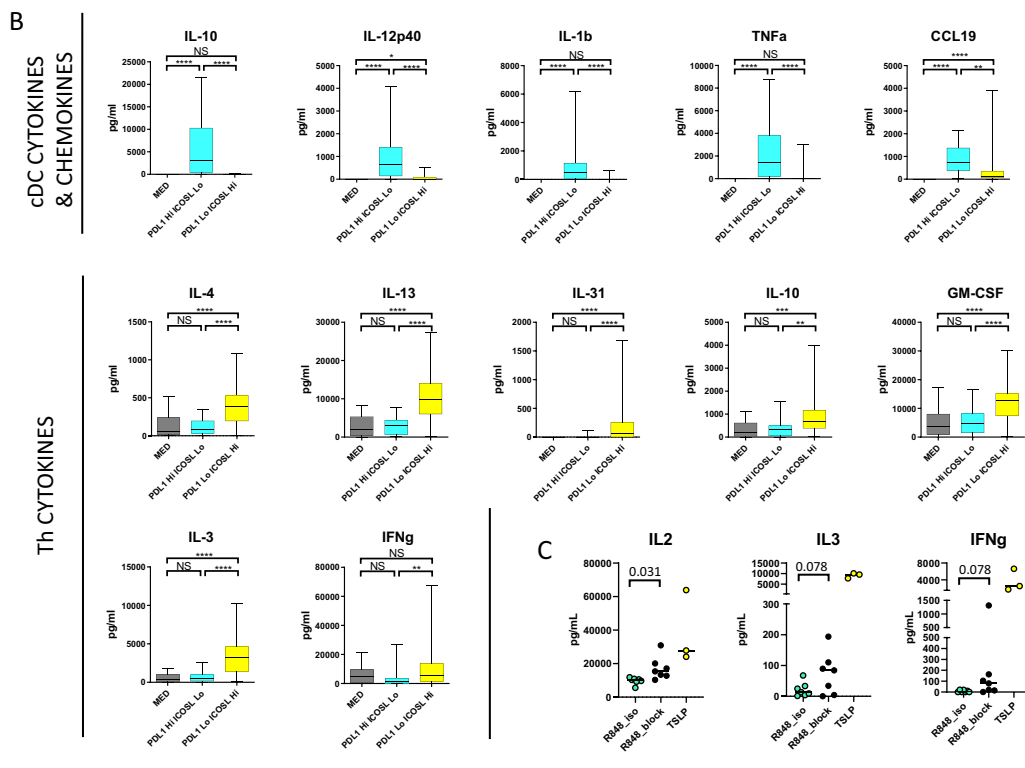 B
cDC CYTOKINES
& CHEMOKINES
IL-10
NS
**** ****
pg/ml
25000
20000
15000
10000
5000
0
MED
PDL1 Hi ICOSL Lo
PDL1 Lo ICOSL Hi
IL-12p40
*
**** ****
pg/ml
5000
4000
3000
2000
1000
0
MED
PDL1 Hi ICOSL Lo
PDL1 Lo ICOSL Hi
IL-1b
NS
**** ****
pg/ml
8000
6000
4000
2000
0
MED
PDL1 Hi ICOSL Lo
PDL1 Lo ICOSL Hi
TNFa
NS
**** ****
pg/ml
10000
8000
6000
4000
2000
0
MED
PDL1 Hi ICOSL Lo
PDL1 Lo ICOSL Hi
CCL19
****
**** **
pg/ml
5000
4000
3000
2000
1000
0
MED
PDL1 Hi ICOSL Lo
PDL1 Lo ICOSL Hi
Th CYTOKINES
IL-4
****
NS ****
pg/ml
1500
1000
500
0
MED
PDL1 Hi ICOSL Lo
PDL1 Lo ICOSL Hi
IL-13
****
NS ****
pg/ml
30000
20000
10000
0
MED
PDL1 Hi ICOSL Lo
PDL1 Lo ICOSL Hi
IL-31
****
NS ****
pg/ml
2000
1500
1000
500
0
MED
PDL1 Hi ICOSL Lo
PDL1 Lo ICOSL Hi
IL-10
***
NS **
pg/ml
5000
4000
3000
2000
1000
0
MED
PDL1 Hi ICOSL Lo
PDL1 Lo ICOSL Hi
GM-CSF
****
NS ****
pg/ml
40000
30000
20000
10000
0
MED
PDL1 Hi ICOSL Lo
PDL1 Lo ICOSL Hi
IL-3
****
NS ****
pg/ml
15000
10000
5000
0
MED
PDL1 Hi ICOSL Lo
PDL1 Lo ICOSL Hi
IFNg
NS
NS **
pg/ml
80000
60000
40000
20000
0
MED
PDL1 Hi ICOSL Lo
PDL1 Lo ICOSL Hi
C
IL2
0.031
pg/mL
80000
60000
40000
20000
0
R848_iso
R848_block
TSLP
IL3
0.078
pg/mL
15000
10000
5000
0
300
200
100
0
R848_iso
R848_block
TSLP
IFNg
0.078
pg/mL
8000
4000
0
1500
1000
500
500
400
300
200
100
0
R848_iso
R848_block
TSLP